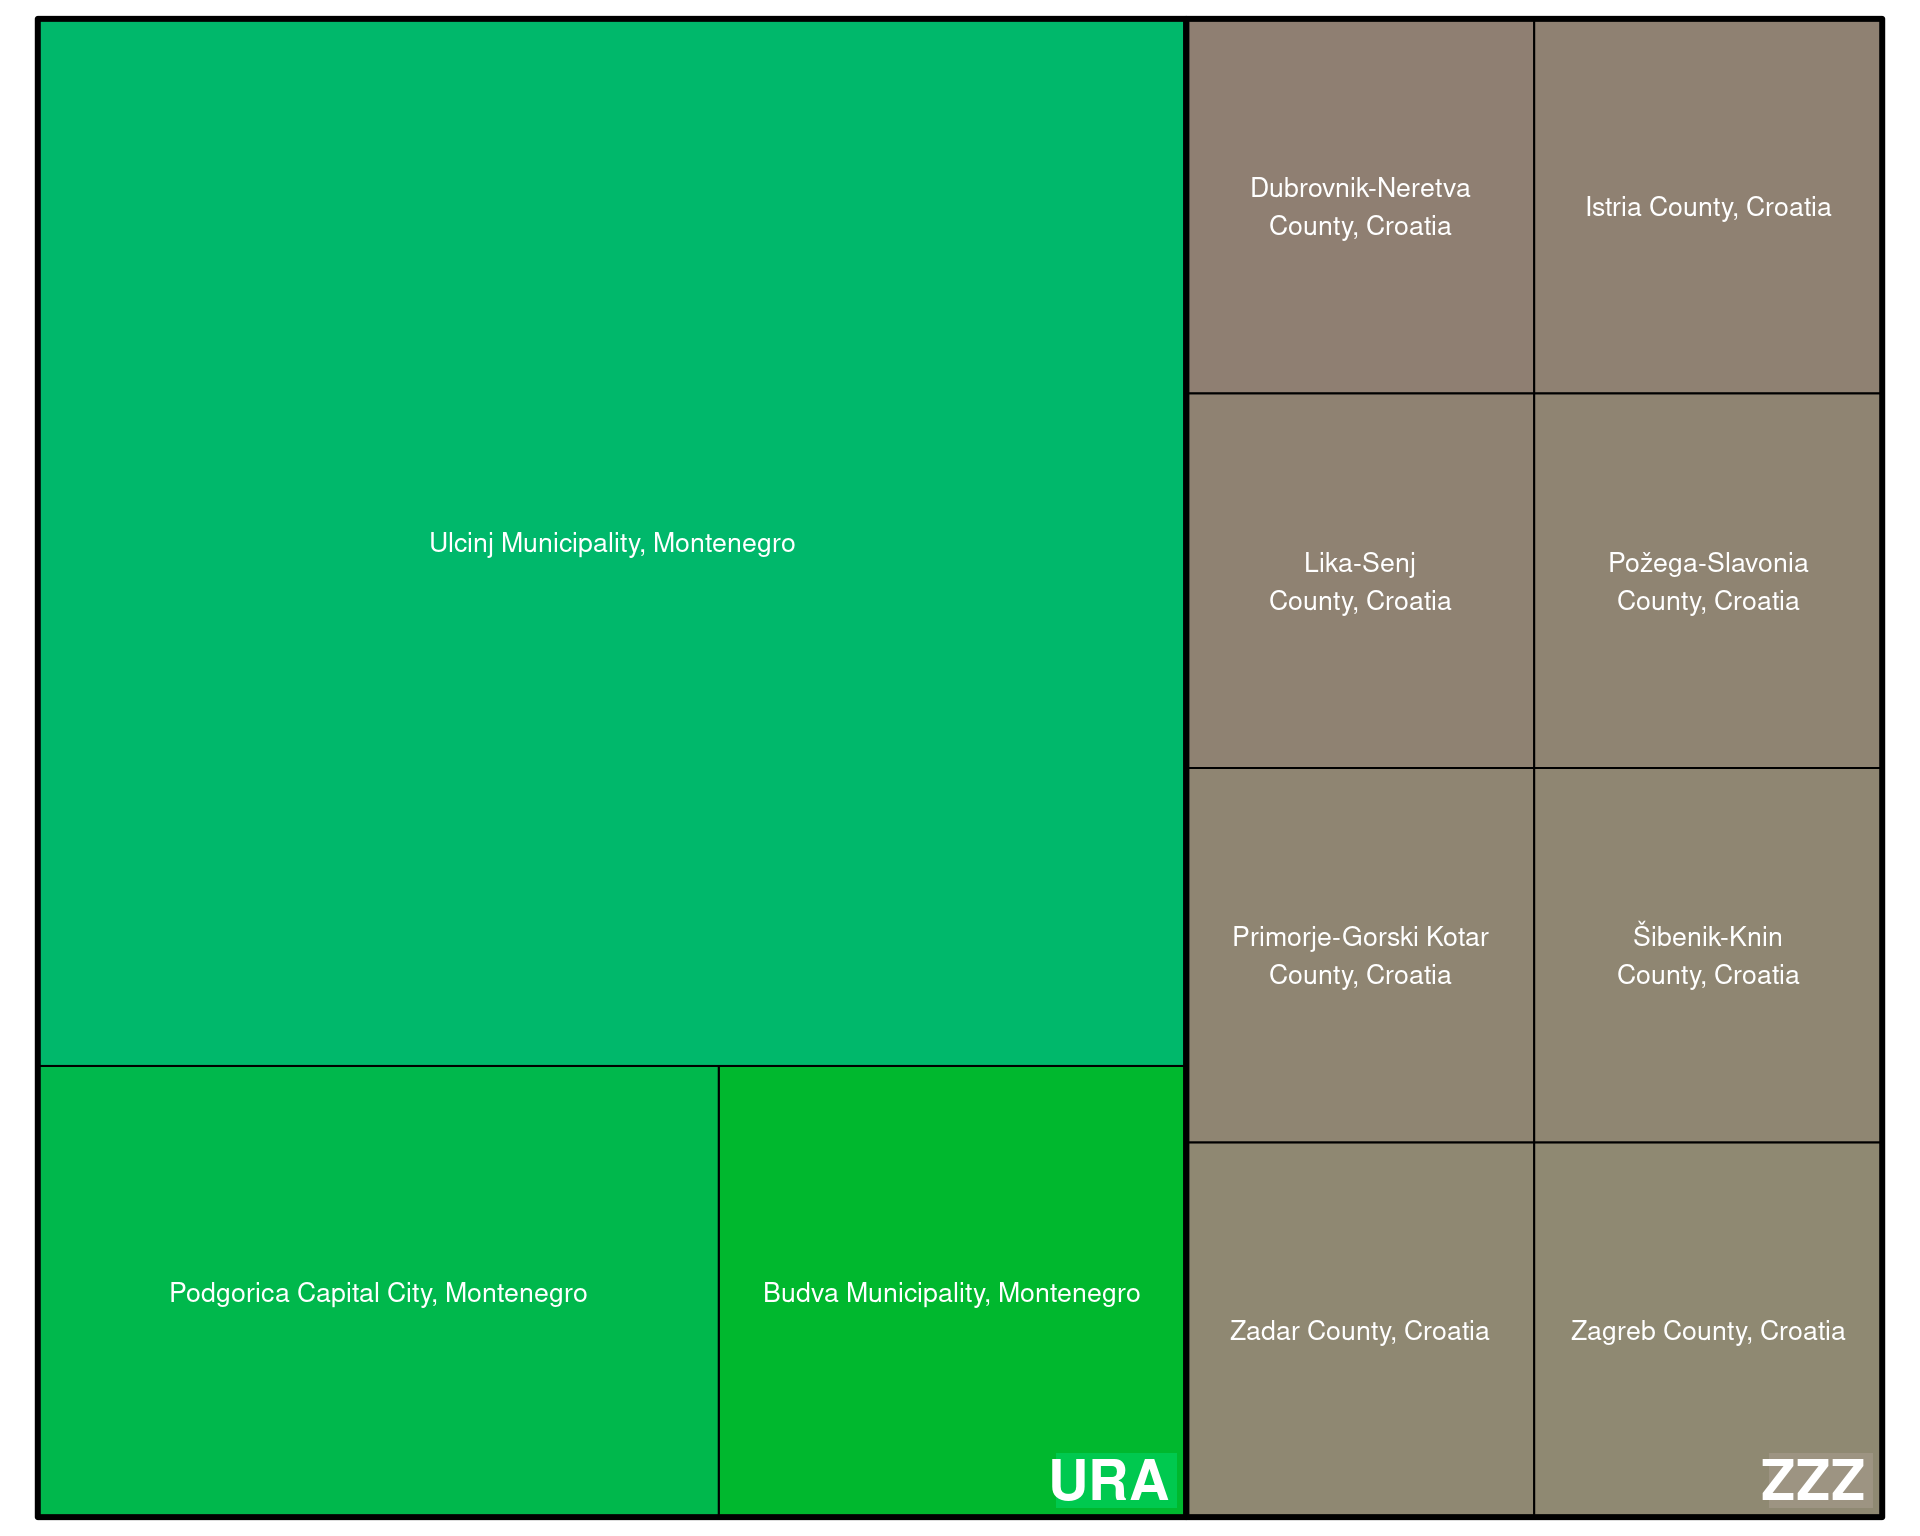 Ulcinj Municipality, Montenegro
Podgorica Capital City, Montenegro
Budva Municipality, Montenegro
URA
Dubrovnik-Neretva
County, Croatia
Istria County, Croatia
Lika-Senj
County, Croatia
Požega-Slavonia
County, Croatia
Primorje-Gorski Kotar
County, Croatia
Šibenik-Knin
County, Croatia
Zadar County, Croatia
Zagreb County, Croatia
ZZZ